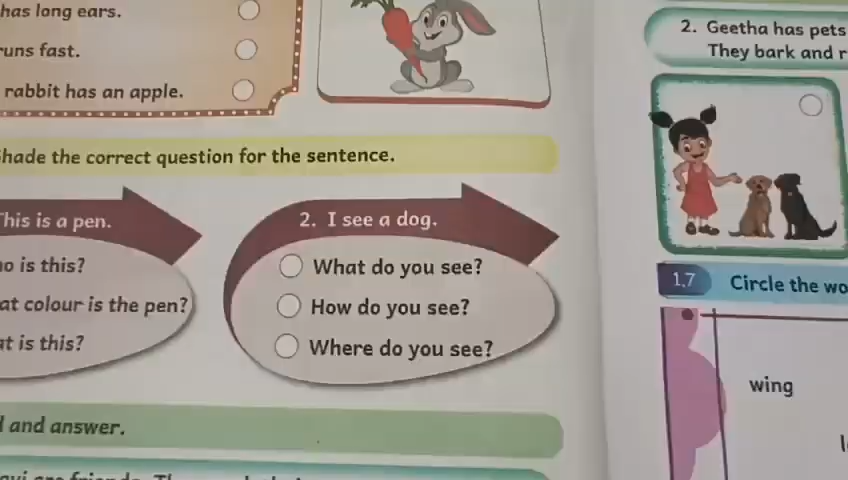 has long ears.
runs fast.
rabbit has an apple.
hade the correct question for the sentence.
This is a pen.
o is this?
at colour is the pen?
at is this?
2. I see a dog.
What do you see?
How do you see?
Where do you see?
and answer.
2. Geetha has pets
They bark and r
1.7 Circle the wo
wing